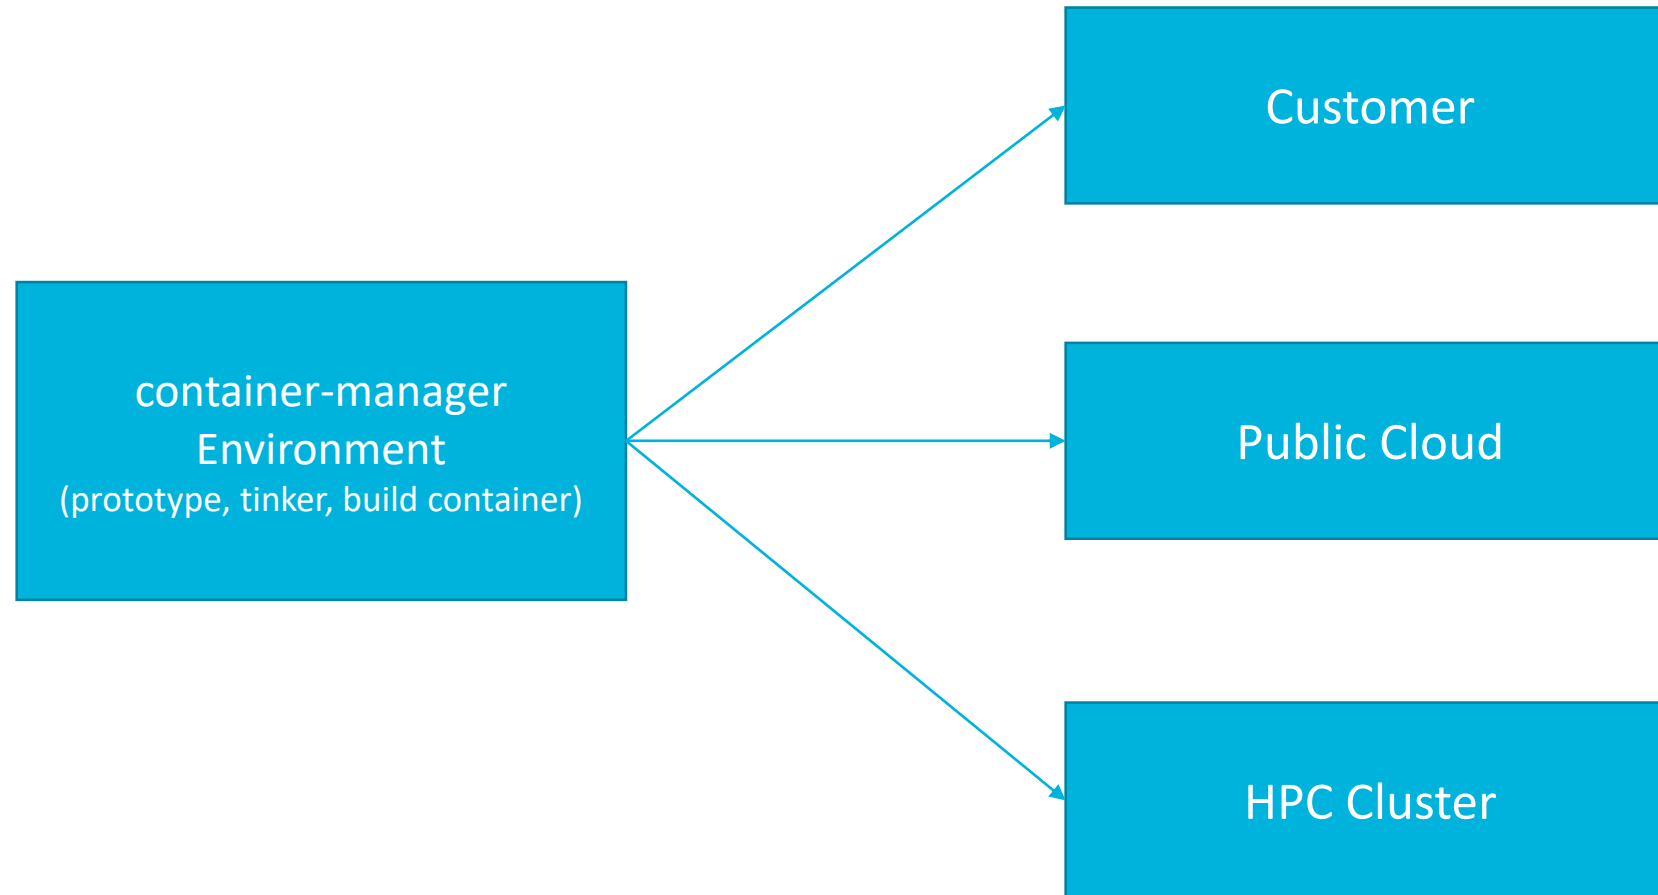 Customer
container-manager
Environment
(prototype, tinker, build container)
Public Cloud
HPC Cluster